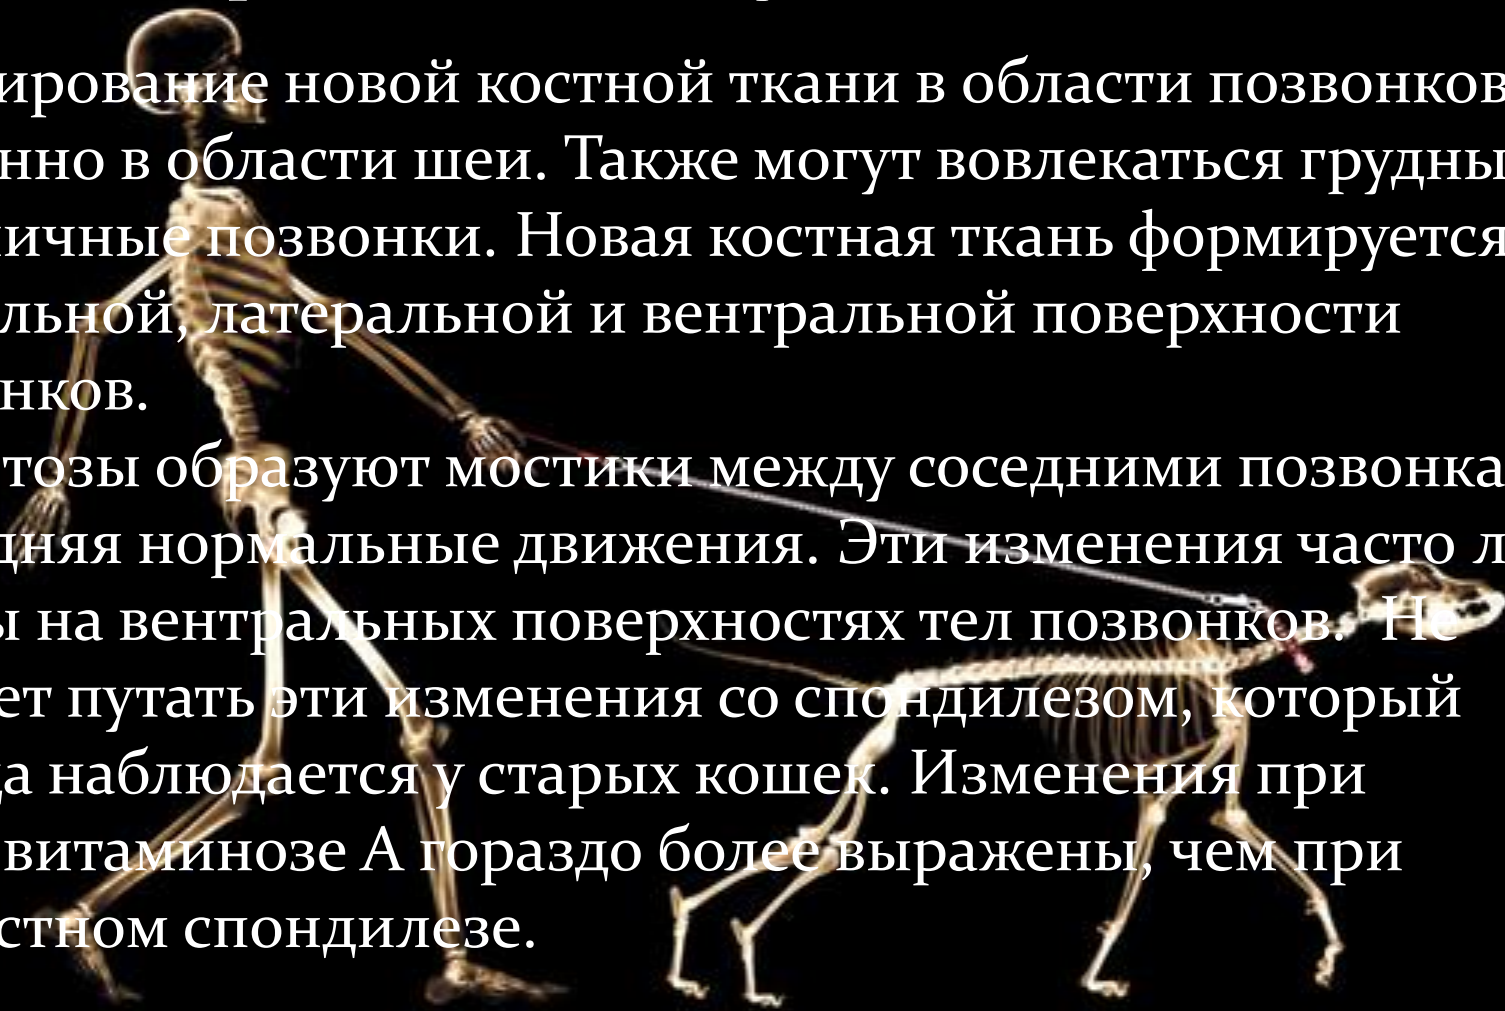 ирование новой костной ткани в области позвонков
нно в области шеи. Также могут вовлекаться грудны
ичные позвонки. Новая костная ткань формируется
льной, латеральной и вентральной поверхности
нков.
тозы образуют мостики между соседними позвонка
дняя нормальные движения. Эти изменения часто л
ы на вентральных поверхностях тел позвонков. Не
ет путать эти изменения со спондилезом, который
да наблюдается у старых кошек. Изменения при
витаминозе А гораздо более выражены, чем при
стном спондилезе.